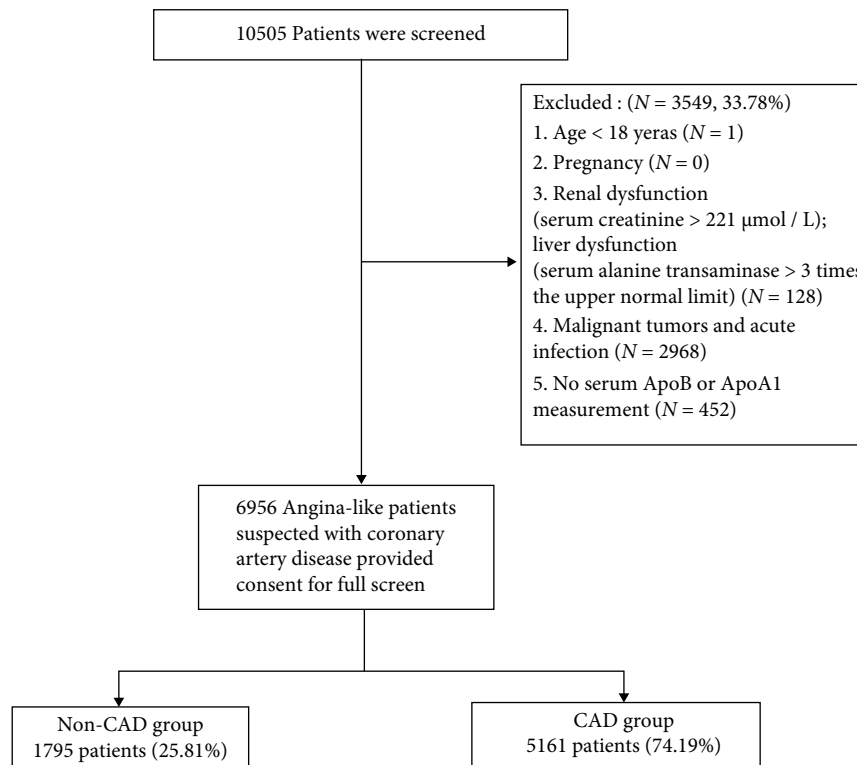 10505 Patients were screened
Excluded : (N = 3549, 33.78%)
1. Age < 18 yeras (N = 1)
2. Pregnancy (N = 0)
3. Renal dysfunction
(serum creatinine > 221 µmol / L);
liver dysfunction
(serum alanine transaminase > 3 times
the upper normal limit) (N = 128)
4. Malignant tumors and acute
infection (N = 2968)
5. No serum ApoB or ApoA1
measurement (N = 452)
6956 Angina-like patients
suspected with coronary
artery disease provided
consent for full screen
Non-CAD group
1795 patients (25.81%)
CAD group
5161 patients (74.19%)